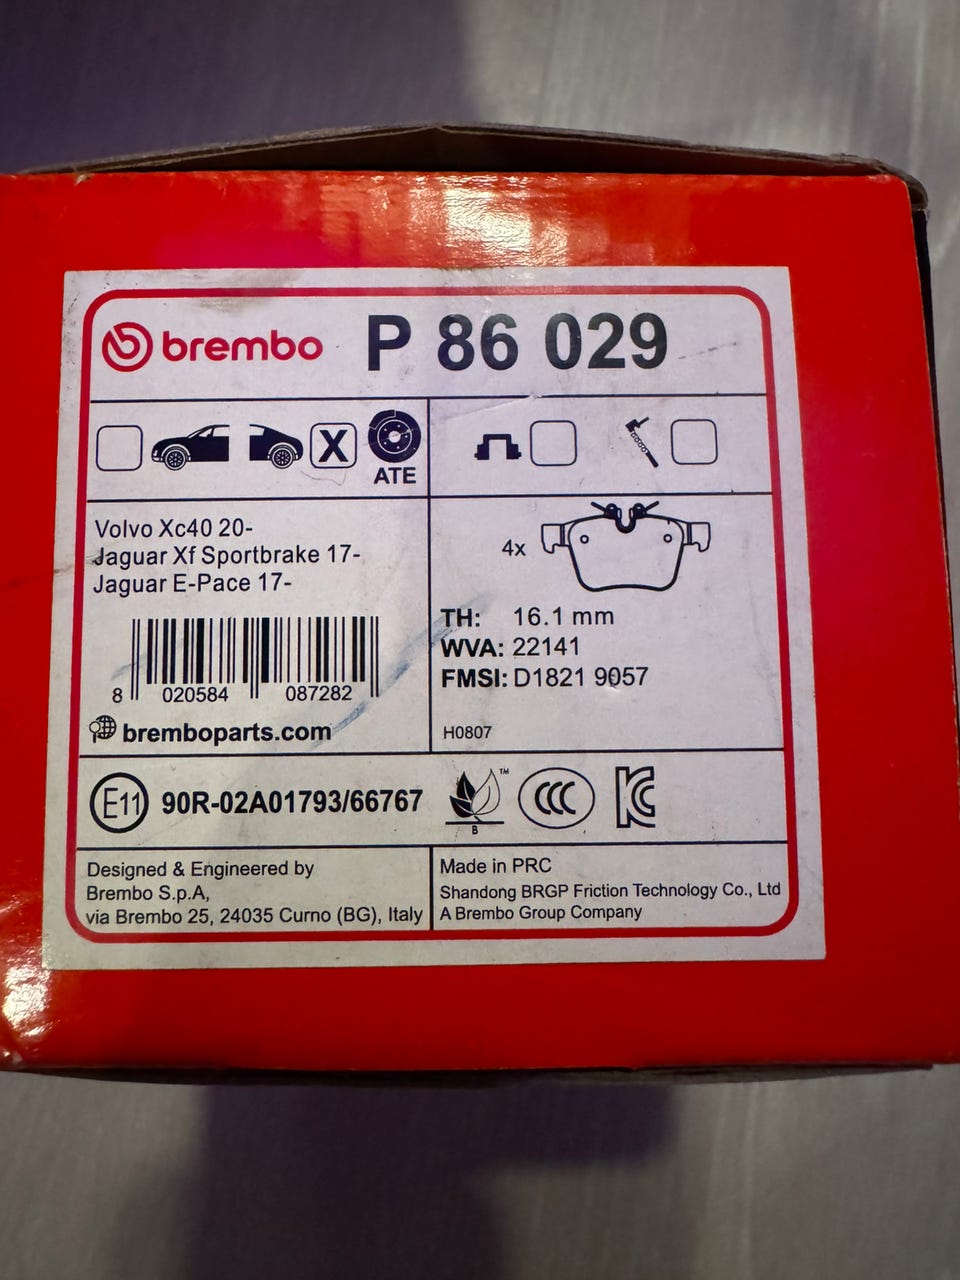 brembo P 86 029
X
ATE
Volvo Xc40 20-
Jaguar Xf Sportbrake 17-
Jaguar E-Pace 17-
8 020584 087282
bremboparts.com
4x
TH: 16.1 mm
WVA: 22141
FMSI: D1821 9057
H0807
E11 90R-02A01793/66767
TM
B
CCC
KC
Designed & Engineered by
Brembo S.p.A,
via Brembo 25, 24035 Curno (BG), Italy
Made in PRC
Shandong BRGP Friction Technology Co., Ltd
A Brembo Group Company